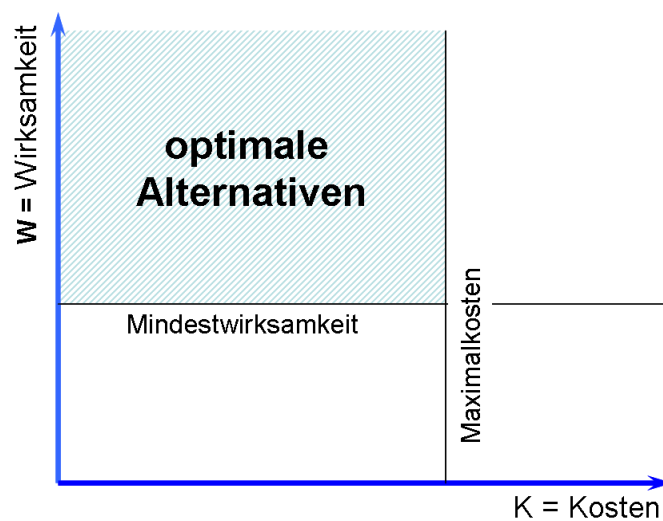 W = Wirksamkeit
optimale
Alternativen
Mindestwirksamkeit
Maximalkosten
K = Kosten